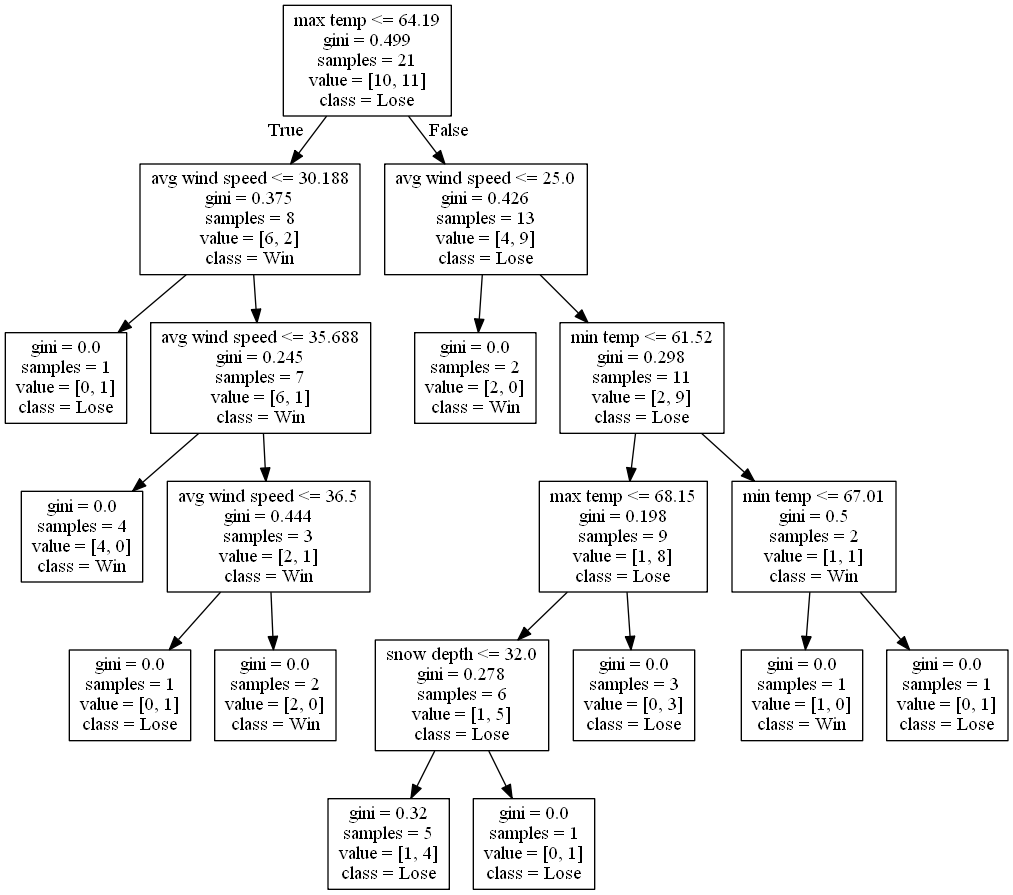 max temp <= 64.19
gini = 0.499
samples = 21
value = [10, 11]
class = Lose
True
False
avg wind speed <= 30.188
gini = 0.375
samples = 8
value = [6, 2]
class = Win
avg wind speed <= 25.0
gini = 0.426
samples = 13
value = [4, 9]
class = Lose
gini = 0.0
samples = 1
value = [0, 1]
class = Lose
avg wind speed <= 35.688
gini = 0.245
samples = 7
value = [6, 1]
class = Win
gini = 0.0
samples = 2
value = [2, 0]
class = Win
min temp <= 61.52
gini = 0.298
samples = 11
value = [2, 9]
class = Lose
gini = 0.0
samples = 4
value = [4, 0]
class = Win
avg wind speed <= 36.5
gini = 0.444
samples = 3
value = [2, 1]
class = Win
max temp <= 68.15
gini = 0.198
samples = 9
value = [1, 8]
class = Lose
min temp <= 67.01
gini = 0.5
samples = 2
value = [1, 1]
class = Win
gini = 0.0
samples = 1
value = [0, 1]
class = Lose
gini = 0.0
samples = 2
value = [2, 0]
class = Win
snow depth <= 32.0
gini = 0.278
samples = 6
value = [1, 5]
class = Lose
gini = 0.0
samples = 3
value = [0, 3]
class = Lose
gini = 0.0
samples = 1
value = [1, 0]
class = Win
gini = 0.0
samples = 1
value = [0, 1]
class = Lose
gini = 0.32
samples = 5
value = [1, 4]
class = Lose
gini = 0.0
samples = 1
value = [0, 1]
class = Lose